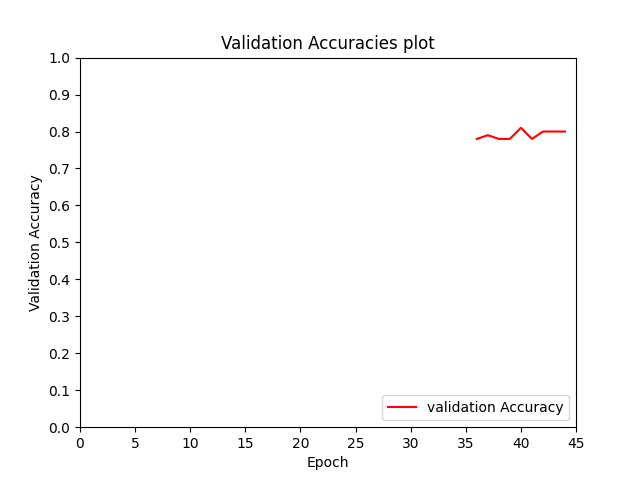 Validation Accuracies plot
1.0
0.9
0.8
0.7
0.6
0.5
0.4
0.3
0.2
0.1
0.0
Validation Accuracy
validation Accuracy
0 5 10 15 20 25 30 35 40 45
Epoch